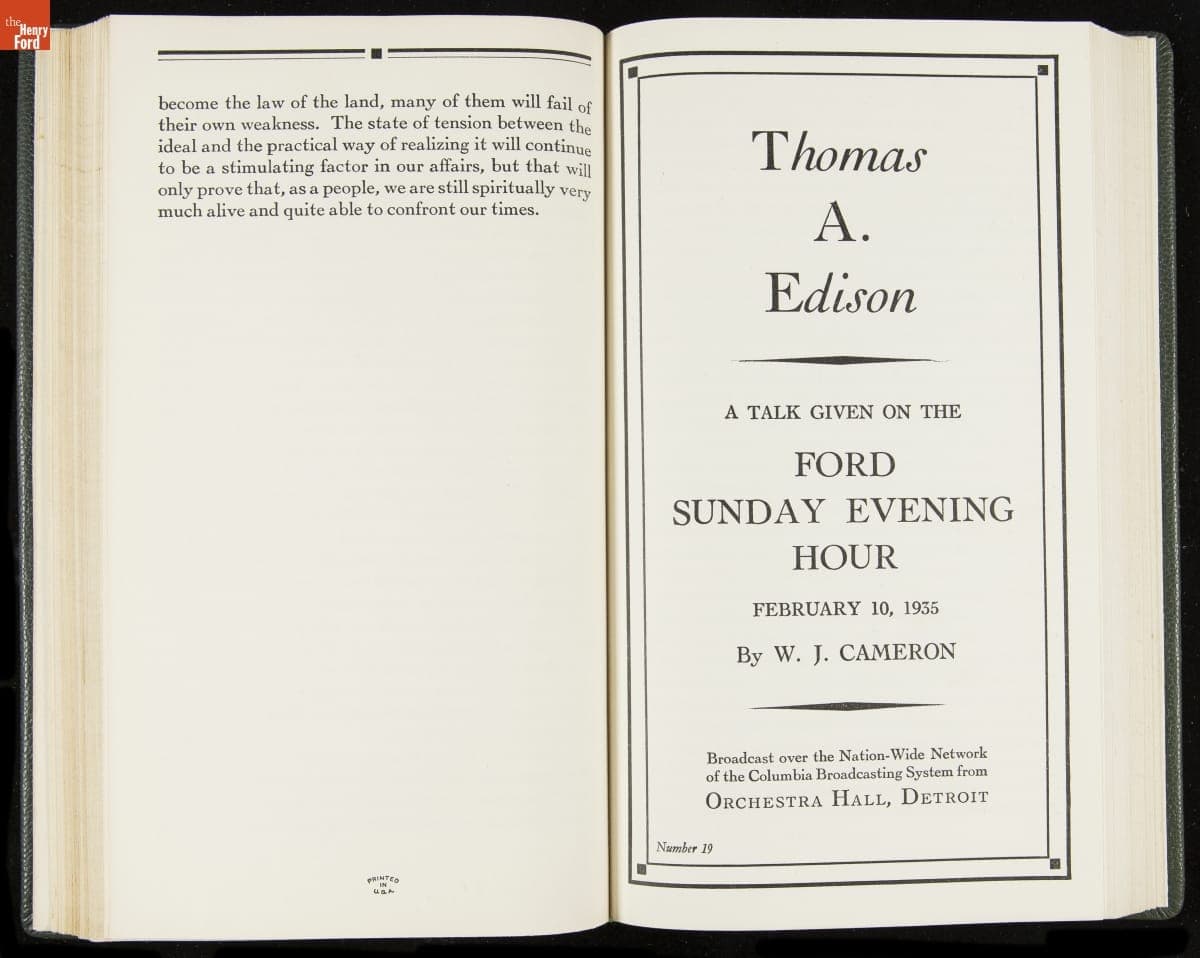 the
Henry
Ford
become the law of the land, many of them will fail of
their own weakness. The state of tension between the
ideal and the practical way of realizing it will continue
to be a stimulating factor in our affairs, but that will
only prove that, as a people, we are still spiritually very
much alive and quite able to confront our times.
PRINTED
IN
U.S.A.
Thomas
A.
Edison
A TALK GIVEN ON THE
FORD
SUNDAY EVENING
HOUR
FEBRUARY 10, 1935
By W. J. CAMERON
Broadcast over the Nation-Wide Network
of the Columbia Broadcasting System from
ORCHESTRA HALL, DETROIT
Number 19